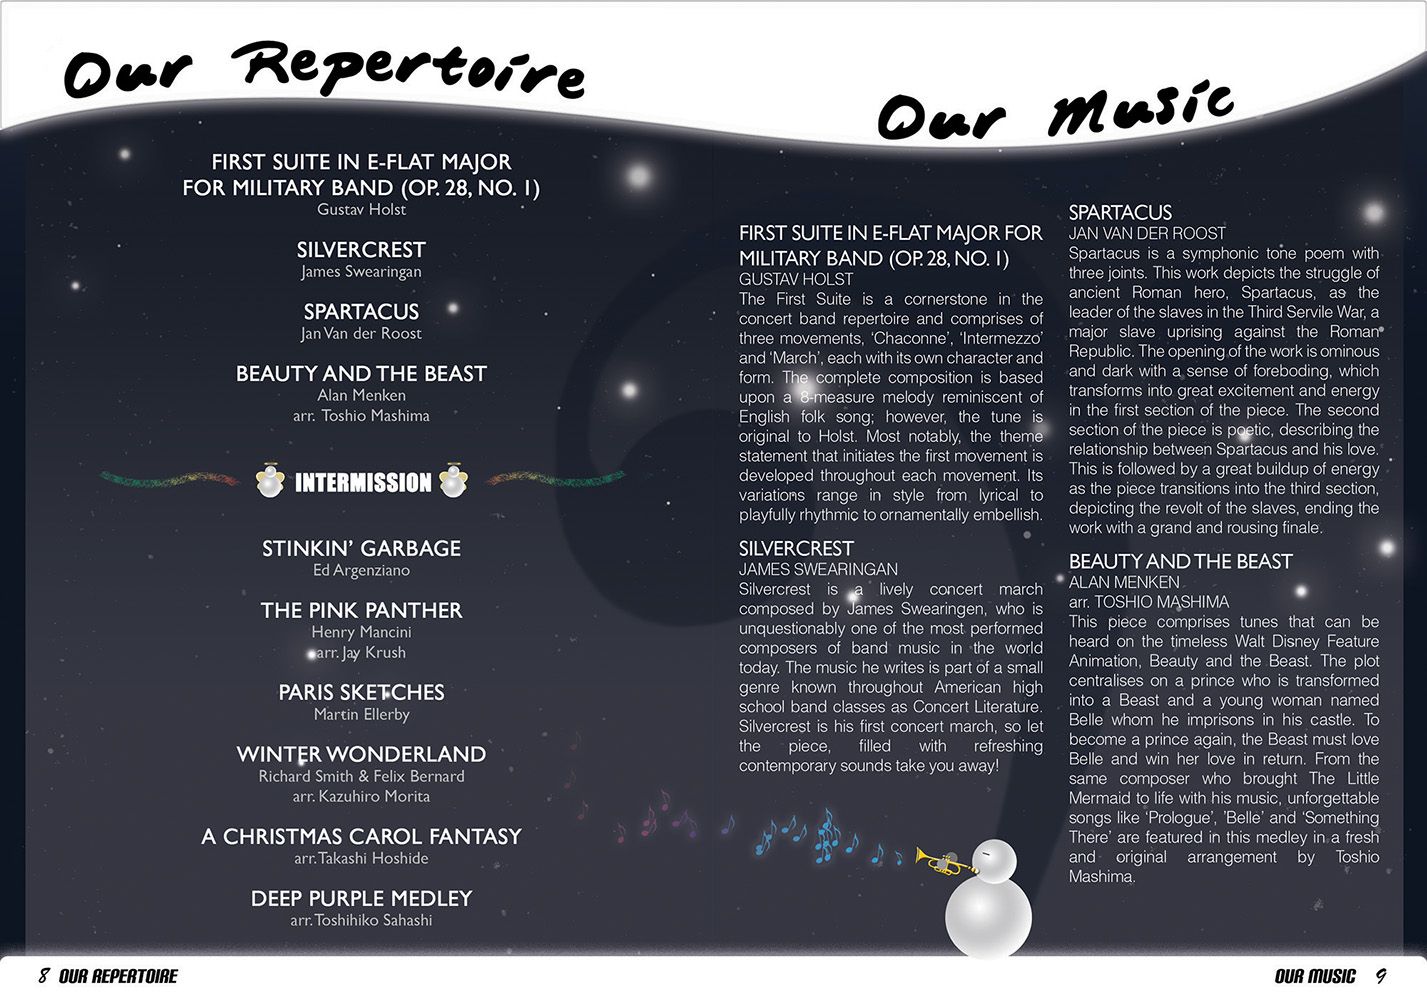 Our Repertoire
FIRST SUITE IN E-FLAT MAJOR
FOR MILITARY BAND (OP. 28, NO. 1)
Gustav Holst
SILVERCREST
James Swearingan
SPARTACUS
Jan Van der Roost
BEAUTY AND THE BEAST
Alan Menken
arr. Toshio Mashima
INTERMISSION
STINKIN' GARBAGE
Ed Argenziano
THE PINK PANTHER
Henry Mancini
arr. Jay Krush
PARIS SKETCHES
Martin Ellerby
WINTER WONDERLAND
Richard Smith & Felix Bernard
arr. Kazuhiro Morita
A CHRISTMAS CAROL FANTASY
arr. Takashi Hoshide
DEEP PURPLE MEDLEY
arr. Toshihiko Sahashi
8 OUR REPERTOIRE
Our Music
FIRST SUITE IN E-FLAT MAJOR FOR
MILITARY BAND (OP. 28, NO. 1)
GUSTAV HOLST
The First Suite is a cornerstone in the
concert band repertoire and comprises of
three movements, 'Chaconne', 'Intermezzo'
and 'March', each with its own character and
form. The complete composition is based
upon a 8-measure melody reminiscent of
English folk song; however, the tune is
original to Holst. Most notably, the theme
statement that initiates the first movement is
developed throughout each movement. Its
variations range in style from lyrical to
playfully rhythmic to ornamentally embellish.
SILVERCREST
JAMES SWEARINGAN
Silvercrest is a lively concert march
composed by James Swearingen, who is
unquestionably one of the most performed
composers of band music in the world
today. The music he writes is part of a small
genre known throughout American high
school band classes as Concert Literature.
Silvercrest is his first concert march, so let
the piece, filled with refreshing
contemporary sounds take you away!
SPARTACUS
JAN VAN DER ROOST
Spartacus is a symphonic tone poem with
three joints. This work depicts the struggle of
ancient Roman hero, Spartacus, as the
leader of the slaves in the Third Servile War, a
major slave uprising against the Roman
Republic. The opening of the work is ominous
and dark with a sense of foreboding, which
transforms into great excitement and energy
in the first section of the piece. The second
section of the piece is poetic, describing the
relationship between Spartacus and his love.
This is followed by a great buildup of energy
as the piece transitions into the third section,
depicting the revolt of the slaves, ending the
work with a grand and rousing finale.
BEAUTY AND THE BEAST
ALAN MENKEN
arr. TOSHIO MASHIMA
This piece comprises tunes that can be
heard on the timeless Walt Disney Feature
Animation, Beauty and the Beast. The plot
centralises on a prince who is transformed
into a Beast and a young woman named
Belle whom he imprisons in his castle. To
become a prince again, the Beast must love
Belle and win her love in return. From the
same composer who brought The Little
Mermaid to life with his music, unforgettable
songs like 'Prologue', 'Belle' and 'Something
There' are featured in this medley in a fresh
and original arrangement by Toshio
Mashima.
OUR MUSIC 9